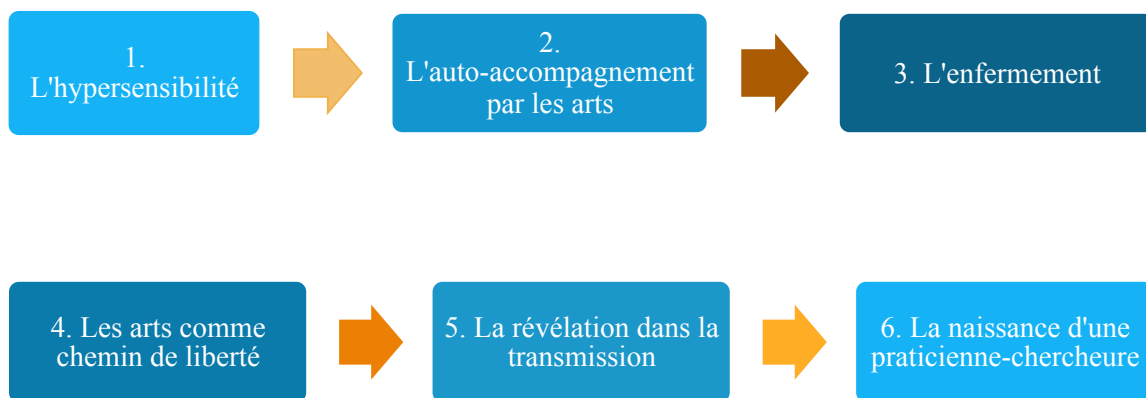 1.
L'hypersensibilité
2.
L'auto-accompagnement
par les arts
3. L'enfermement
4. Les arts comme
chemin de liberté
5. La révélation dans la
transmission
6. La naissance d'une
praticienne-chercheure